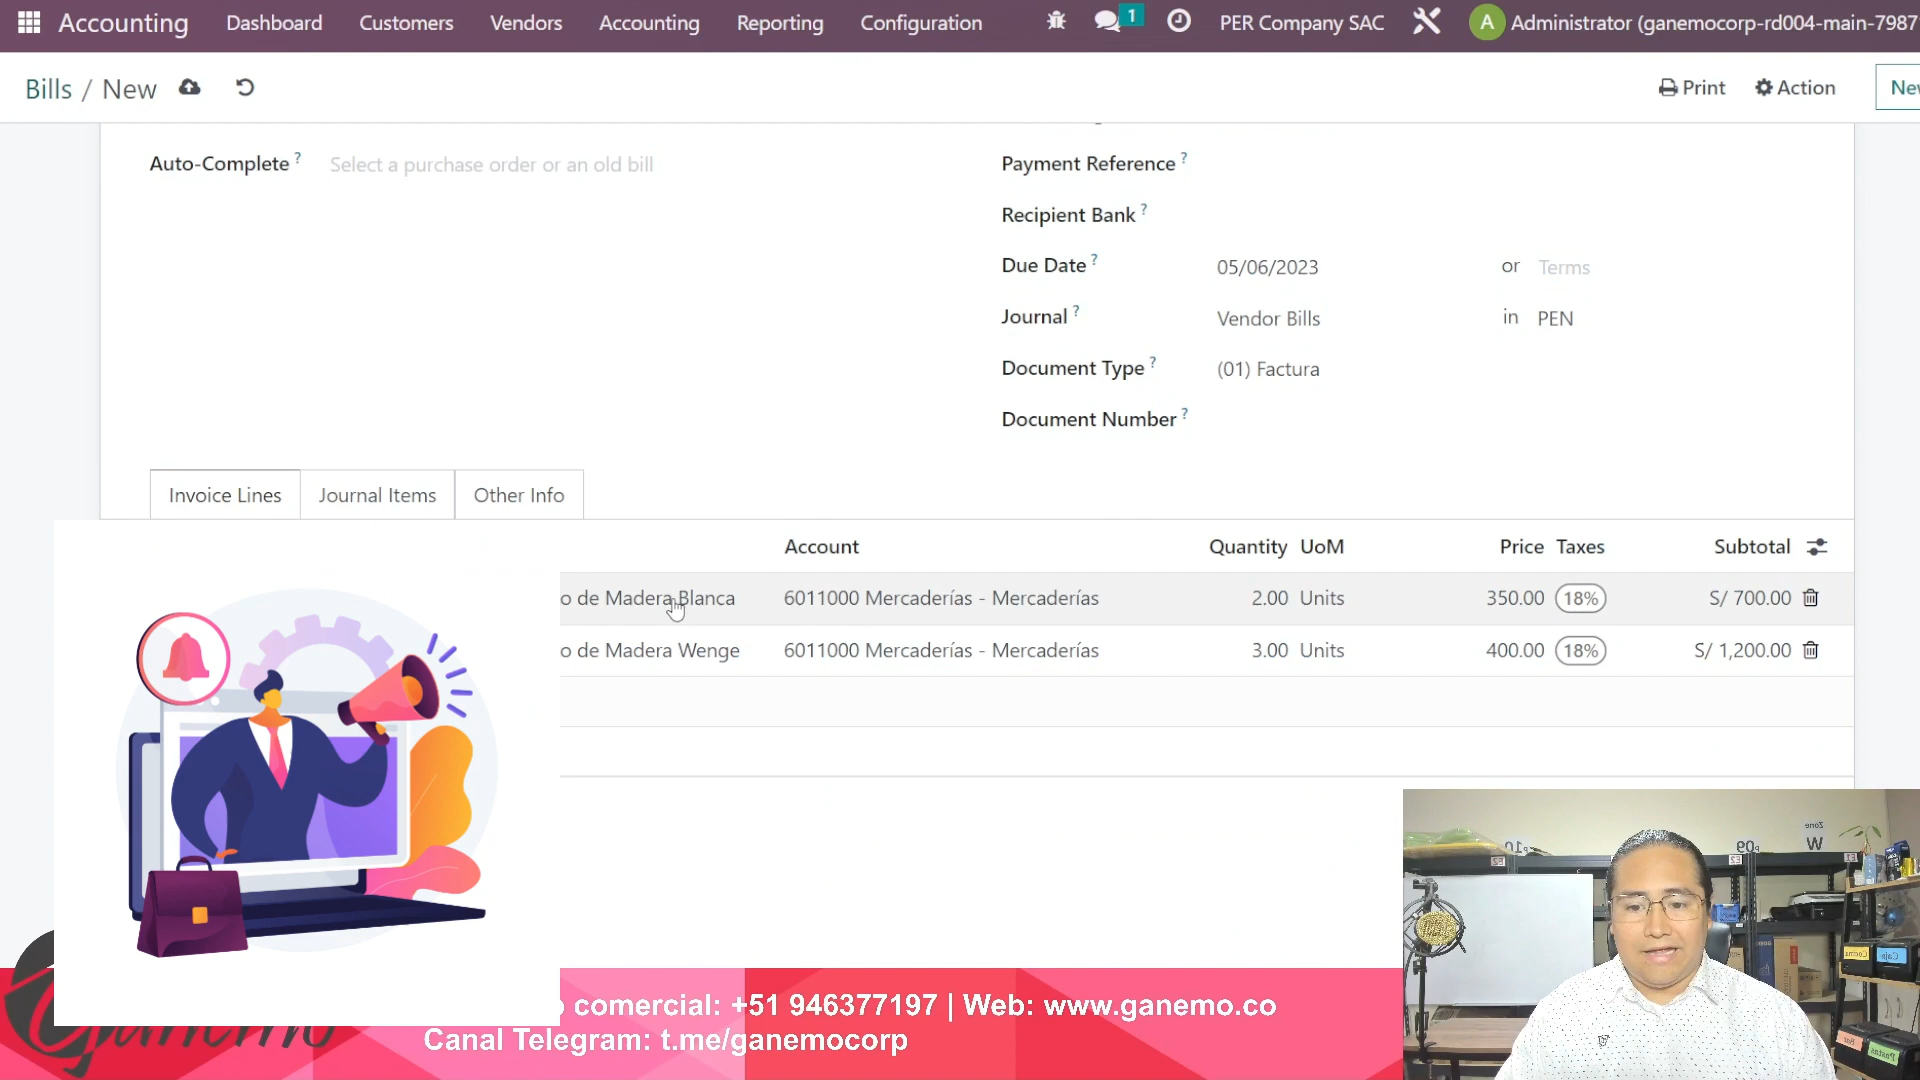 Accounting Dashboard Customers Vendors Accounting Reporting Configuration 1 PER Company SAC A Administrator (ganemocorp-rd004-main-7987
Bills / New Print Action New
Auto-Complete ? Select a purchase order or an old bill
Payment Reference ?
Recipient Bank ?
Due Date ? 05/06/2023 or Terms
Journal ? Vendor Bills in PEN
Document Type ? (01) Factura
Document Number ?
Invoice Lines Journal Items Other Info
Account Quantity UoM Price Taxes Subtotal
o de Madera Blanca 6011000 Mercaderías - Mercaderías 2.00 Units 350.00 18% S/ 700.00
o de Madera Wenge 6011000 Mercaderías - Mercaderías 3.00 Units 400.00 18% S/ 1,200.00
comercial: +51 946377197 | Web: www.ganemo.co
Canal Telegram: t.me/ganemocorp
Zone
W
p10
p09